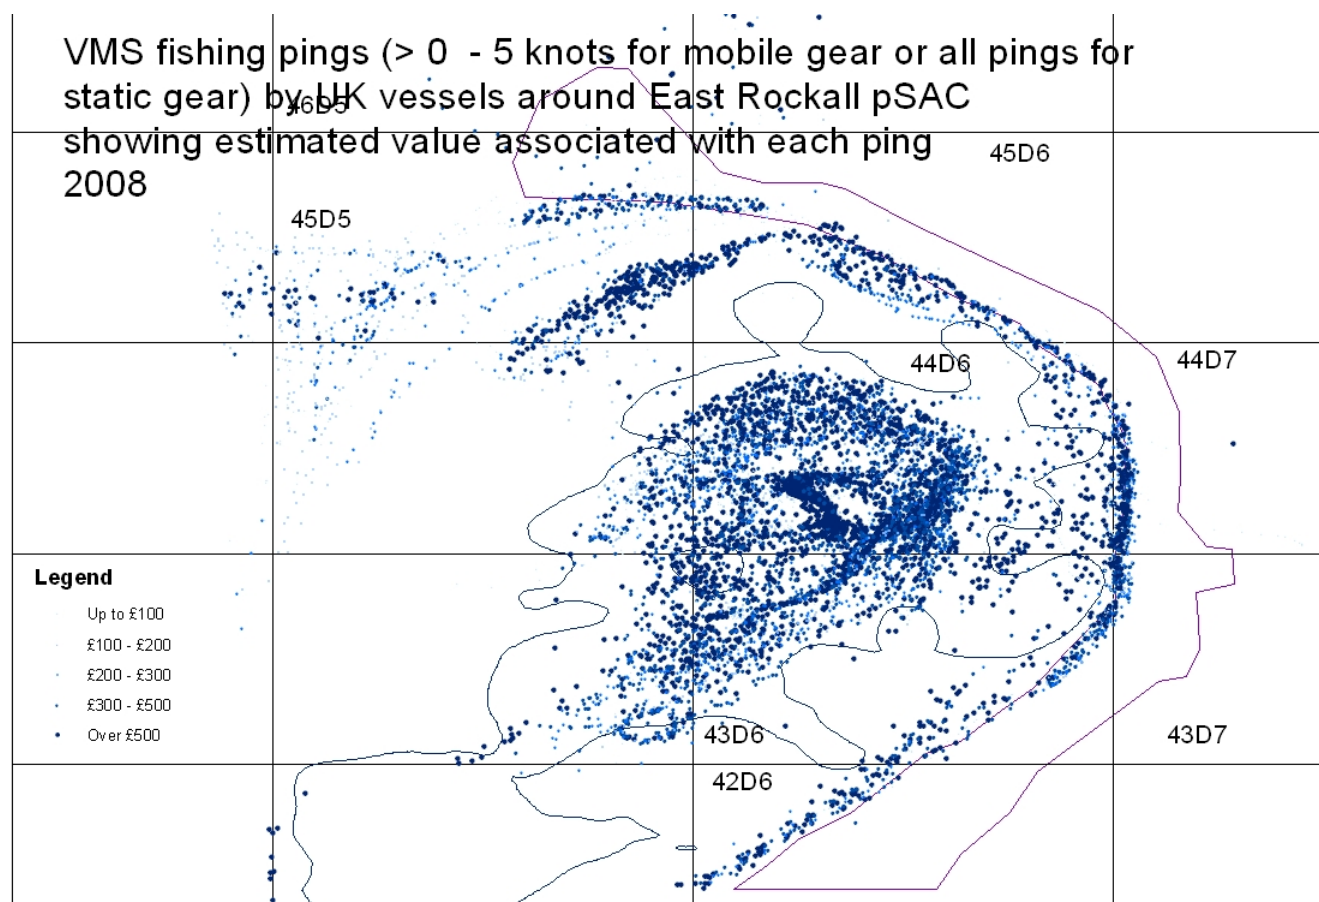 VMS fishing pings (> 0  - 5 knots for mobile gear or all pings for
static gear) by UK vessels around East Rockall pSAC
showing estimated value associated with each ping
2008
46D5
45D6
45D5
44D6
44D7
Legend
Up to £100
£100 - £200
£200 - £300
£300 - £500
Over £500
43D6
43D7
42D6